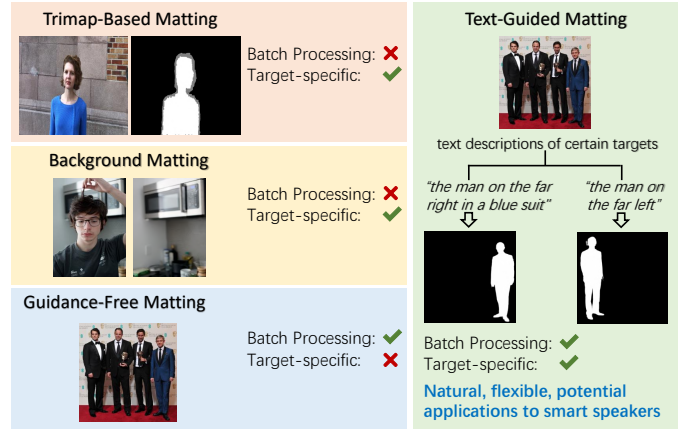 Trimap-Based Matting
Batch Processing: ✗
Target-specific: ✓
Background Matting
Batch Processing: ✗
Target-specific: ✓
Guidance-Free Matting
Batch Processing: ✓
Target-specific: ✗
Text-Guided Matting
text descriptions of certain targets
“the man on the far
right in a blue suit”
“the man on
the far left”
Batch Processing: ✓
Target-specific: ✓
Natural, flexible, potential
applications to smart speakers